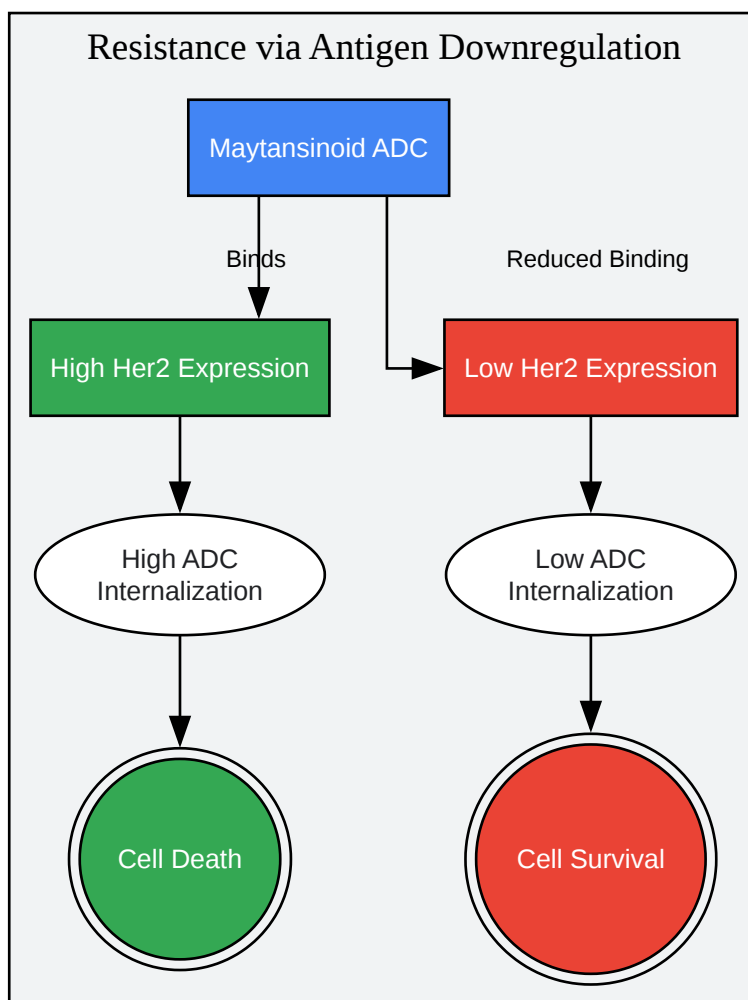 Resistance via Antigen Downregulation
Maytansinoid ADC
Binds
Reduced Binding
High Her2 Expression
Low Her2 Expression
High ADC
Internalization
Low ADC
Internalization
Cell Death
Cell Survival